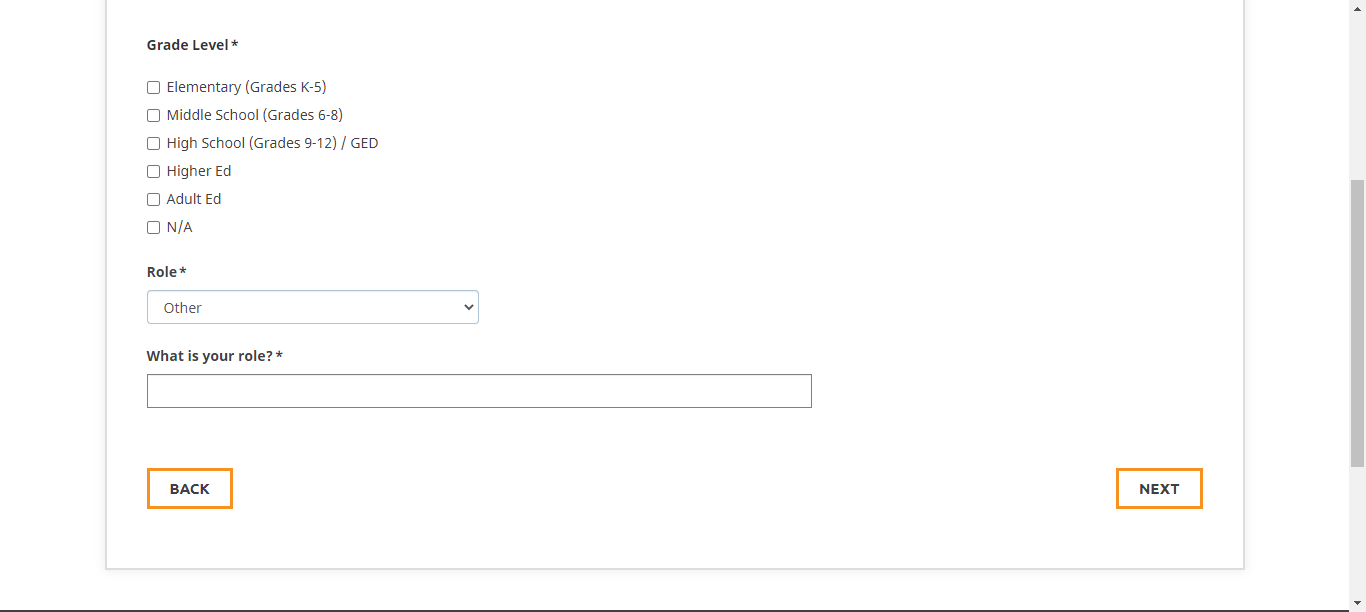 Grade Level*
Elementary (Grades K-5)
Middle School (Grades 6-8)
High School (Grades 9-12) / GED
Higher Ed
Adult Ed
N/A
Role*
Other
What is your role?*
BACK
NEXT